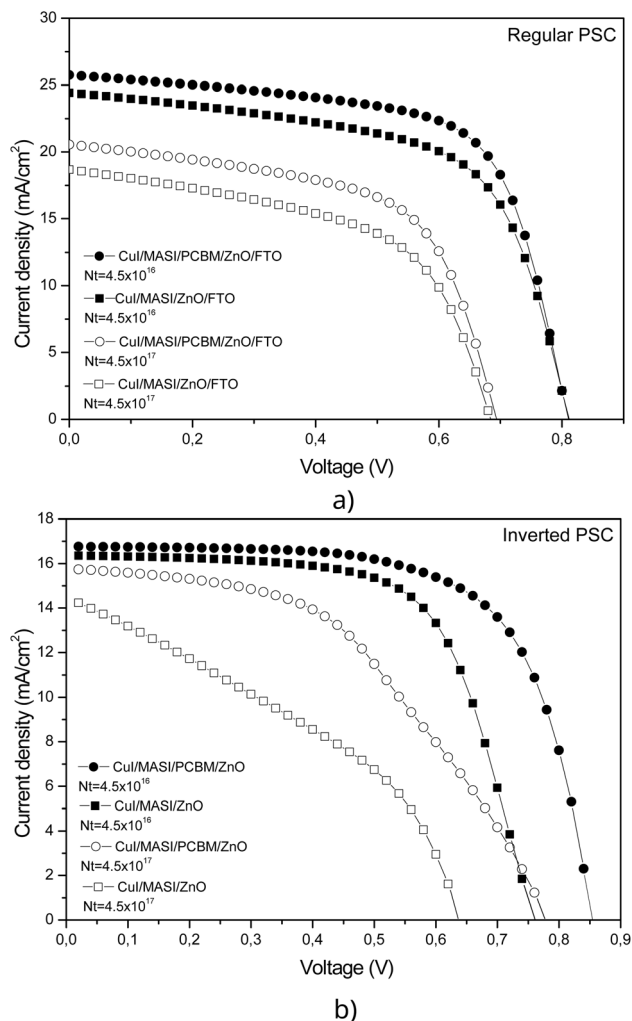 Regular PSC
30
25
20
15
10
5
0
Current density (mA/cm²)
CuI/MASI/PCBM/ZnO/FTO
Nt=4.5x10¹⁶
CuI/MASI/ZnO/FTO
Nt=4.5x10¹⁶
CuI/MASI/PCBM/ZnO/FTO
Nt=4.5x10¹⁷
CuI/MASI/ZnO/FTO
Nt=4.5x10¹⁷
0,0 0,2 0,4 0,6 0,8
Voltage (V)
a)
Inverted PSC
18
16
14
12
10
8
6
4
2
0
Current density (mA/cm²)
CuI/MASI/PCBM/ZnO
Nt=4.5x10¹⁶
CuI/MASI/ZnO
Nt=4.5x10¹⁶
CuI/MASI/PCBM/ZnO
Nt=4.5x10¹⁷
CuI/MASI/ZnO
Nt=4.5x10¹⁷
0,0 0,1 0,2 0,3 0,4 0,5 0,6 0,7 0,8 0,9
Voltage (V)
b)